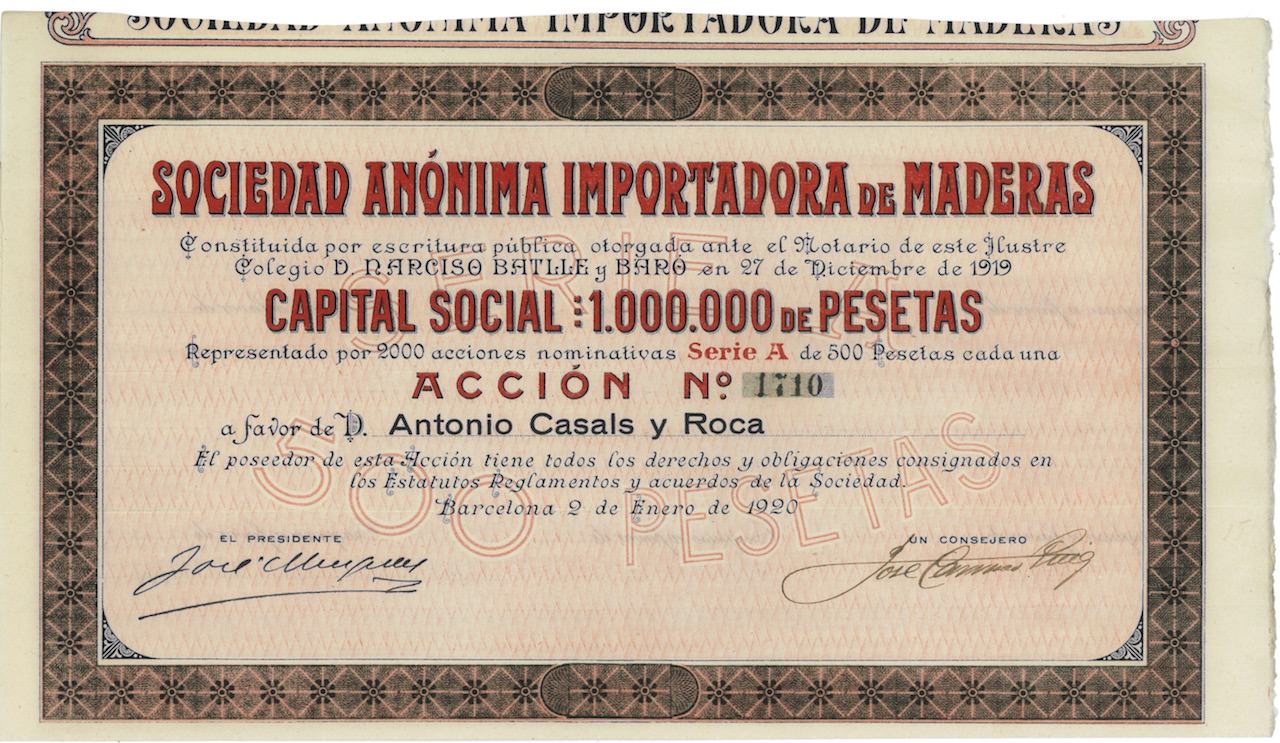 SOCIEDAD ANÓNIMA IMPORTADORA DE MADERAS
SOCIEDAD ANÓNIMA IMPORTADORA DE MADERAS
Constituida por escritura pública otorgada ante el Notario de este Ilustre
Colegio D. NARCISO BATLLE y BARÓ en 27 de Diciembre de 1919
CAPITAL SOCIAL : 1.000.000 DE PESETAS
Representado por 2000 acciones nominativas Serie A de 500 Pesetas cada una
ACCIÓN Nº 1710
a favor de D. Antonio Casals y Roca
El poseedor de esta Acción tiene todos los derechos y obligaciones consignados en
los Estatutos Reglamentos y acuerdos de la Sociedad.
Barcelona 2 de Enero de 1920
EL PRESIDENTE
UN CONSEJERO
José
José
SERIE A
500 PESETAS